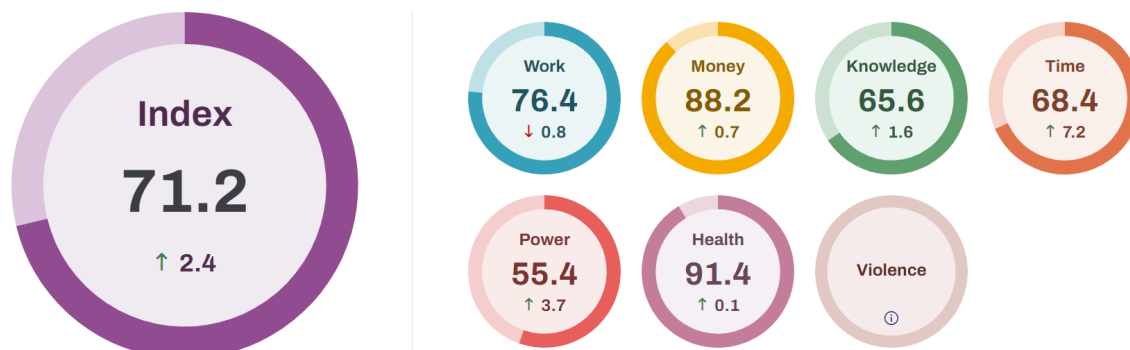 Index
71.2
↑ 2.4
Work
76.4
↓ 0.8
Money
88.2
↑ 0.7
Knowledge
65.6
↑ 1.6
Time
68.4
↑ 7.2
Power
55.4
↑ 3.7
Health
91.4
↑ 0.1
Violence